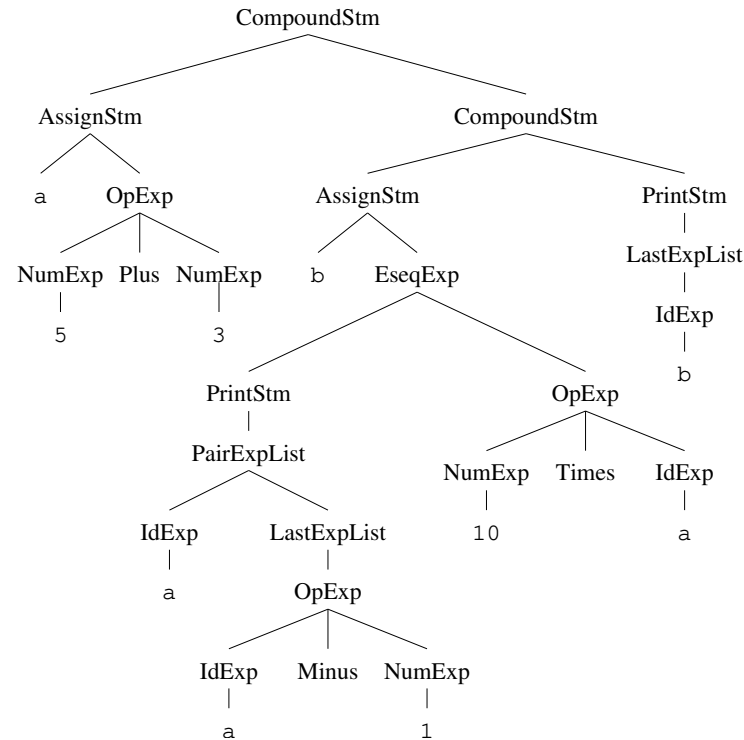 CompoundStm
AssignStm CompoundStm
a OpExp AssignStm PrintStm
NumExp Plus NumExp b EseqExp LastExpList
5 3 IdExp
PrintStm OpExp b
PairExpList NumExp Times IdExp
IdExp LastExpList 10 a
a OpExp
IdExp Minus NumExp
a 1